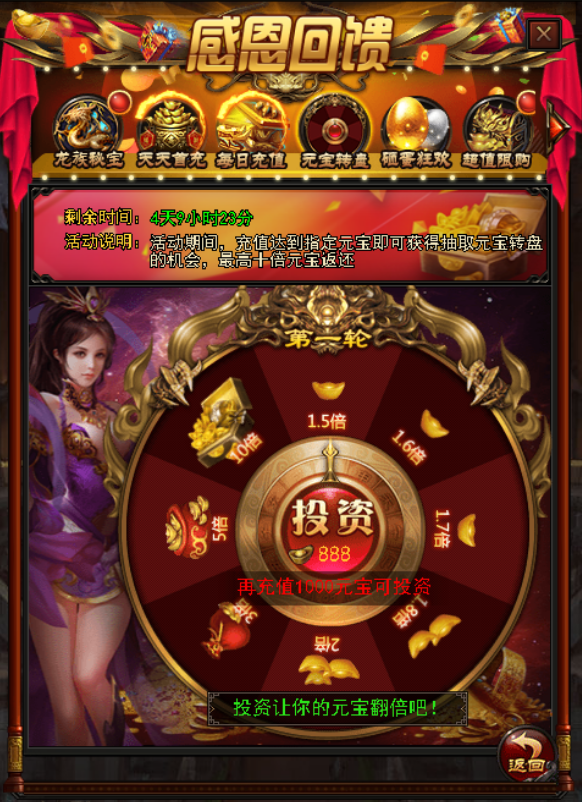 感恩回馈
龙族秘宝 天天首充 每日充值 元宝转盘 砸蛋狂欢 超值限购
剩余时间：4天9小时23分
活动说明：活动期间，充值达到指定元宝即可获得抽取元宝转盘
的机会，最高十倍元宝返还
第一轮
1.5倍
1.6倍
1.7倍
1.8倍
2倍
3倍
5倍
10倍
投资
888
再充值1000元宝可投资
投资让你的元宝翻倍吧！
返回